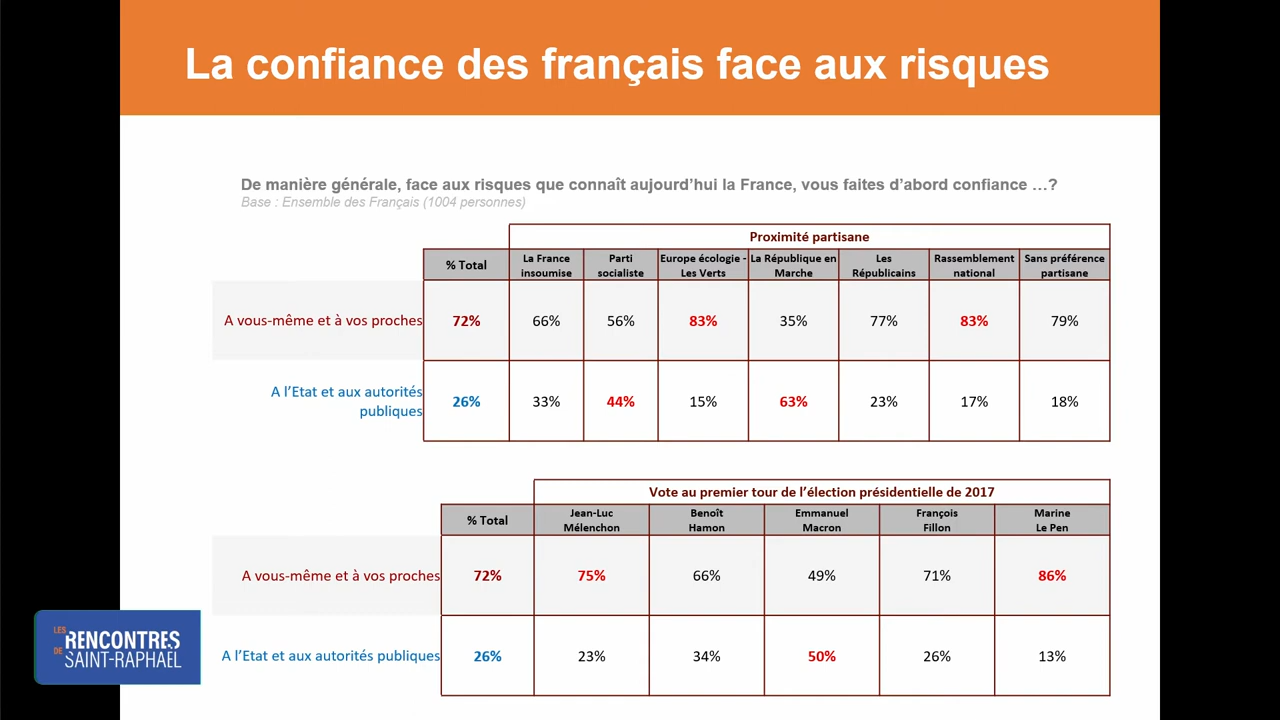 La confiance des français face aux risques
De manière générale, face aux risques que connaît aujourd'hui la France, vous faites d'abord confiance …?
Base : Ensemble des Français (1004 personnes)
Proximité partisane
% Total
La France insoumise
Parti socialiste
Europe écologie - Les Verts
La République en Marche
Les Républicains
Rassemblement national
Sans préférence partisane
A vous-même et à vos proches 72% 66% 56% 83% 35% 77% 83% 79%
A l'Etat et aux autorités publiques 26% 33% 44% 15% 63% 23% 17% 18%
Vote au premier tour de l'élection présidentielle de 2017
% Total
Jean-Luc Mélenchon
Benoît Hamon
Emmanuel Macron
François Fillon
Marine Le Pen
A vous-même et à vos proches 72% 75% 66% 49% 71% 86%
A l'Etat et aux autorités publiques 26% 23% 34% 50% 26% 13%
LES RENCONTRES
DE SAINT-RAPHAËL